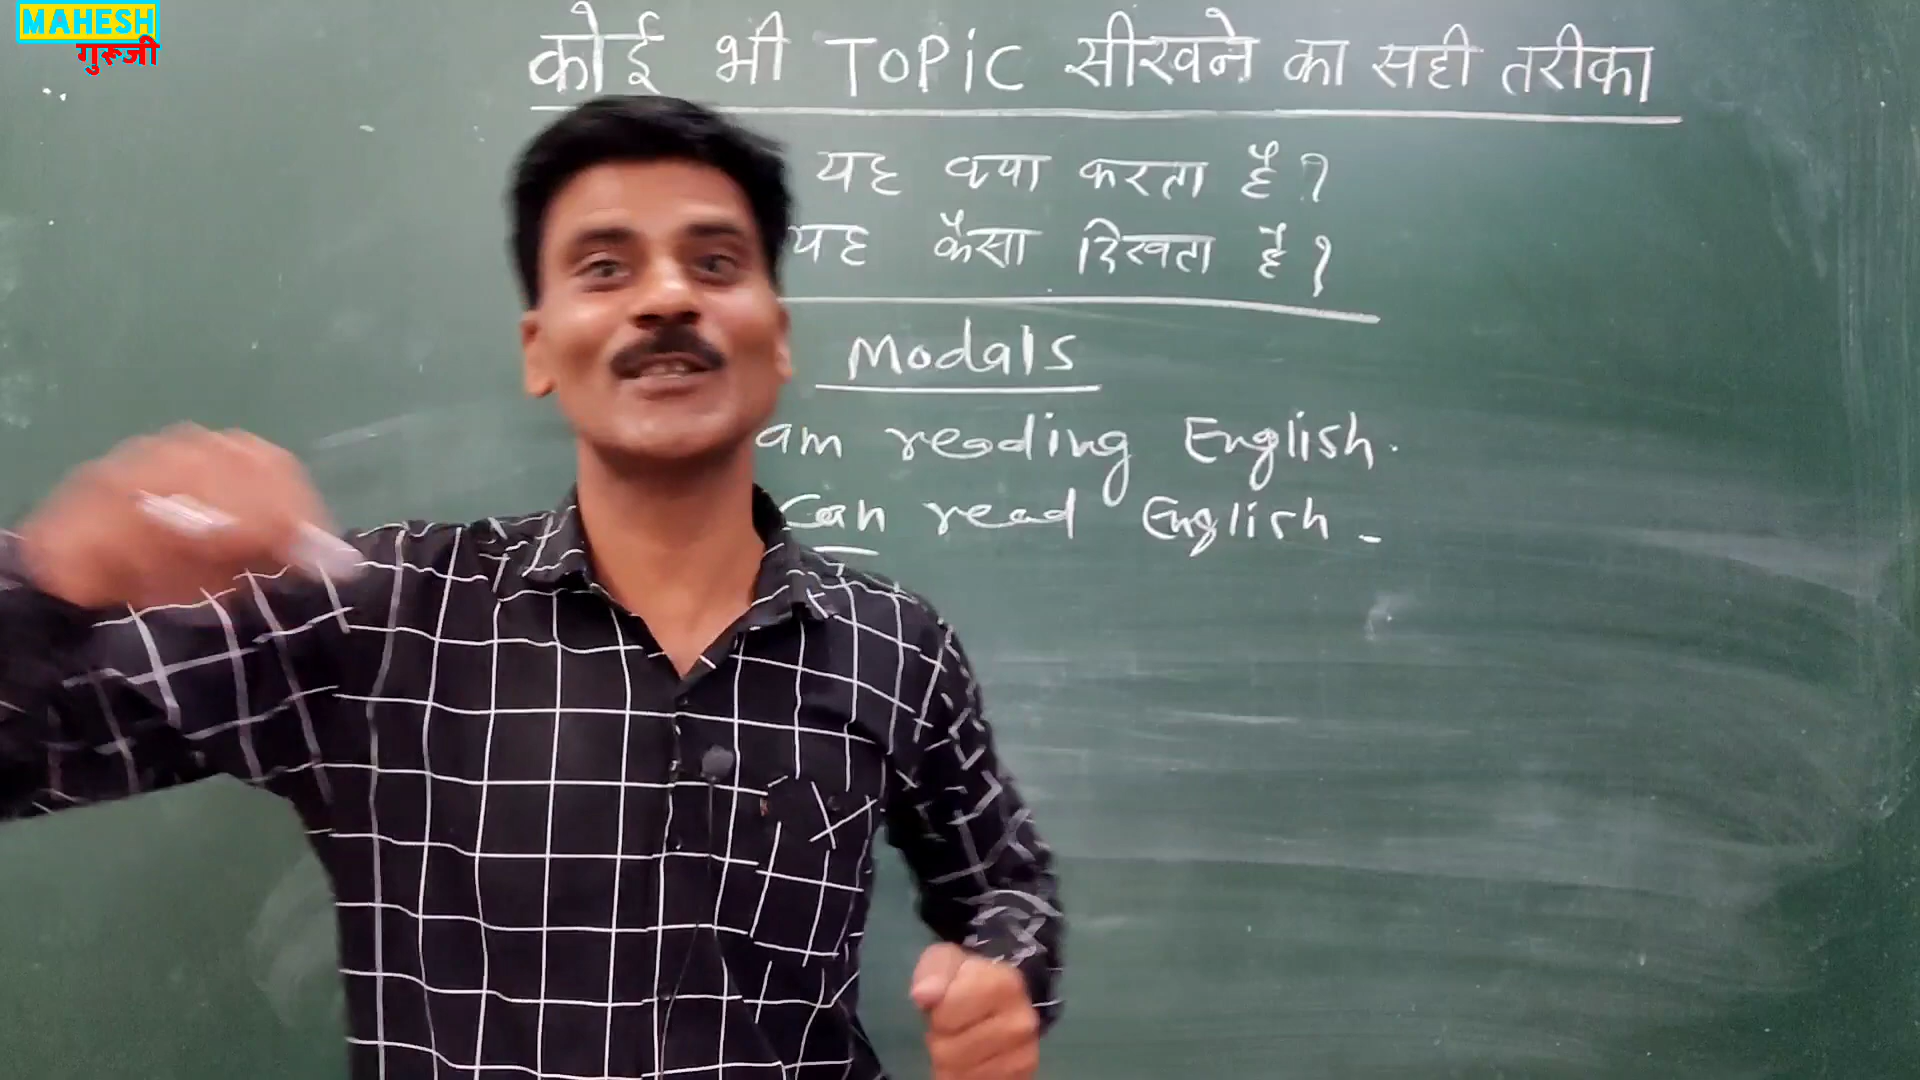 MAHESH
गुरूजी
कोई भी TOPIC सीखने का सही तरीका
यह क्या करता है?
यह कैसा दिखता है?
Modals
am reading English.
can read English.